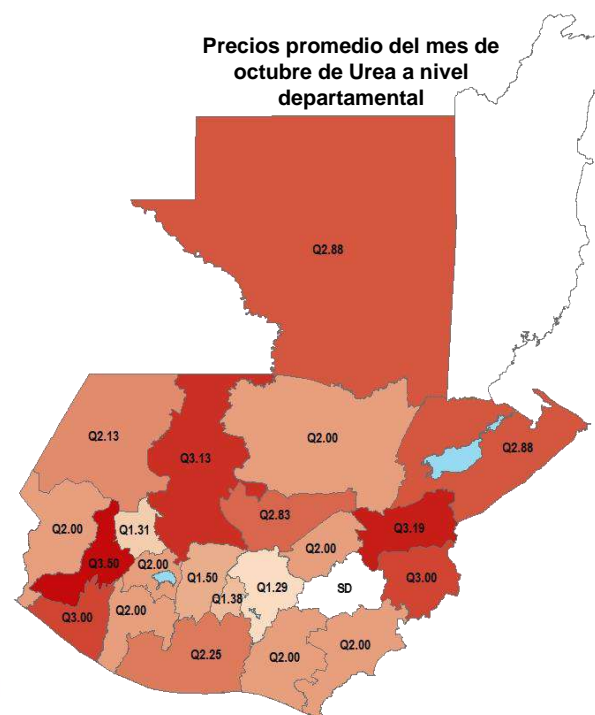 Precios promedio del mes de
octubre de Urea a nivel
departamental
Q2.88
Q2.13
Q2.00
Q3.13
Q2.88
Q2.83
Q3.19
Q2.00
Q1.31
Q2.00
Q3.50
Q2.00
Q1.50
Q1.29
SD
Q3.00
Q1.38
Q3.00
Q2.00
Q2.25
Q2.00
Q2.00